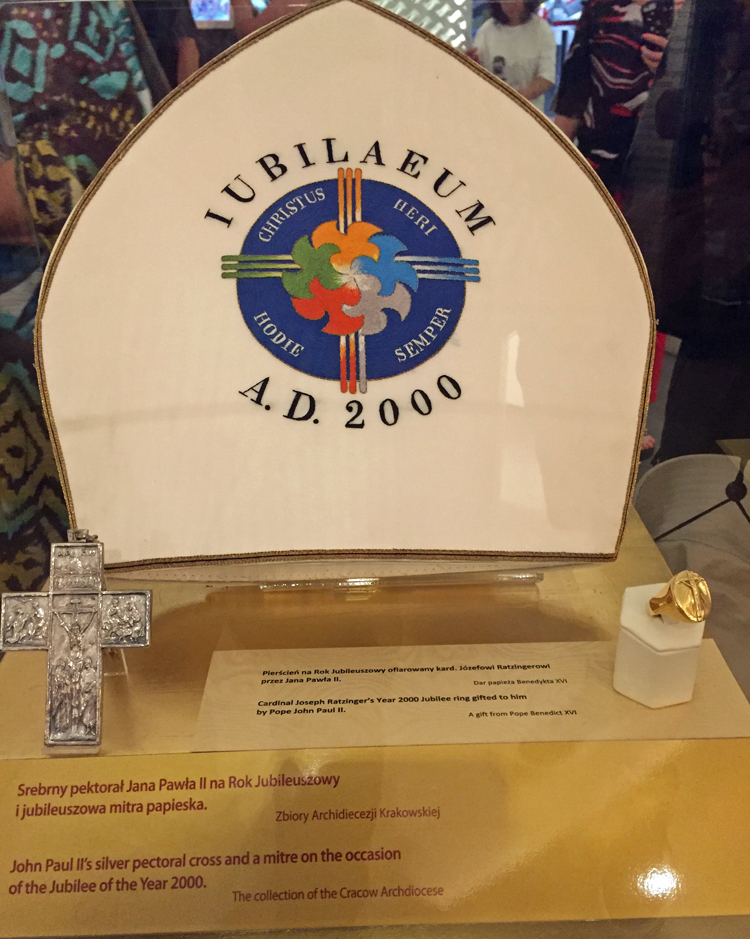 IUBILAEUM
CHRISTUS HERI
HODIE SEMPER
A.D. 2000
Pierścień na Rok Jubileuszowy ofiarowany kard. Józefowi Ratzingerowi
przez Jana Pawła II.
Dar papieża Benedykta XVI
Cardinal Joseph Ratzinger's Year 2000 Jubilee ring gifted to him
by Pope John Paul II.
A gift from Pope Benedict XVI
Srebrny pektorał Jana Pawła II na Rok Jubileuszowy
i jubileuszowa mitra papieska.
Zbiory Archidiecezji Krakowskiej
John Paul II's silver pectoral cross and a mitre on the occasion
of the Jubilee of the Year 2000.
The collection of the Cracow Archdiocese